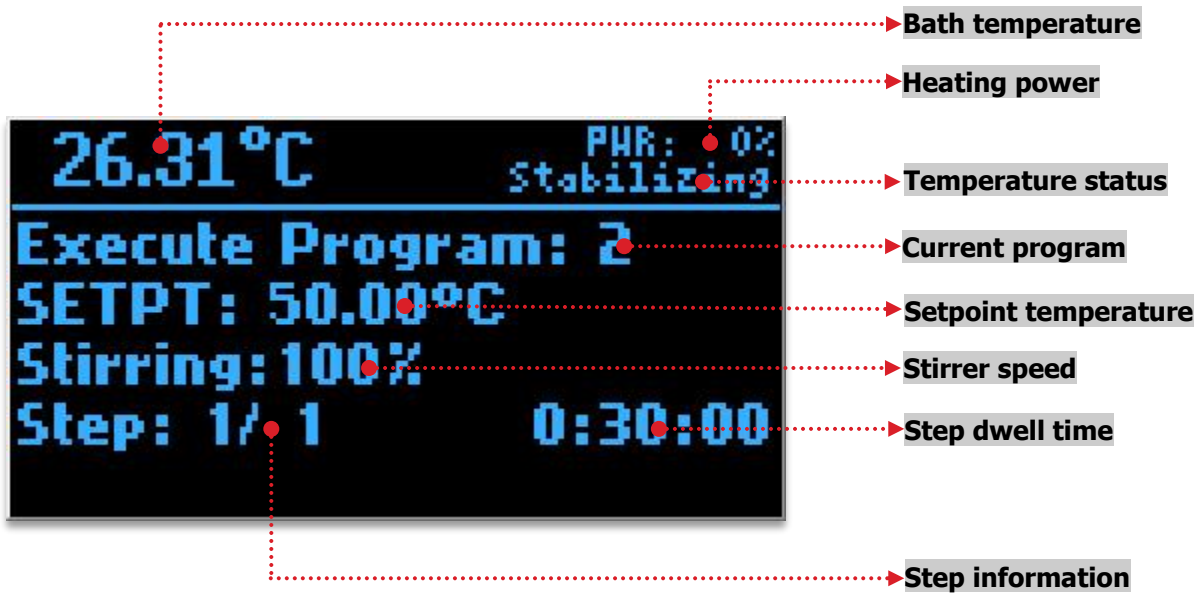 Bath temperature
Heating power
26.31°C
PWR: 0%
Stabilizing
Temperature status
Execute Program: 2
Current program
SETPT: 50.00°C
Setpoint temperature
Stirring:100%
Stirrer speed
Step: 1/ 1 0:30:00
Step dwell time
Step information